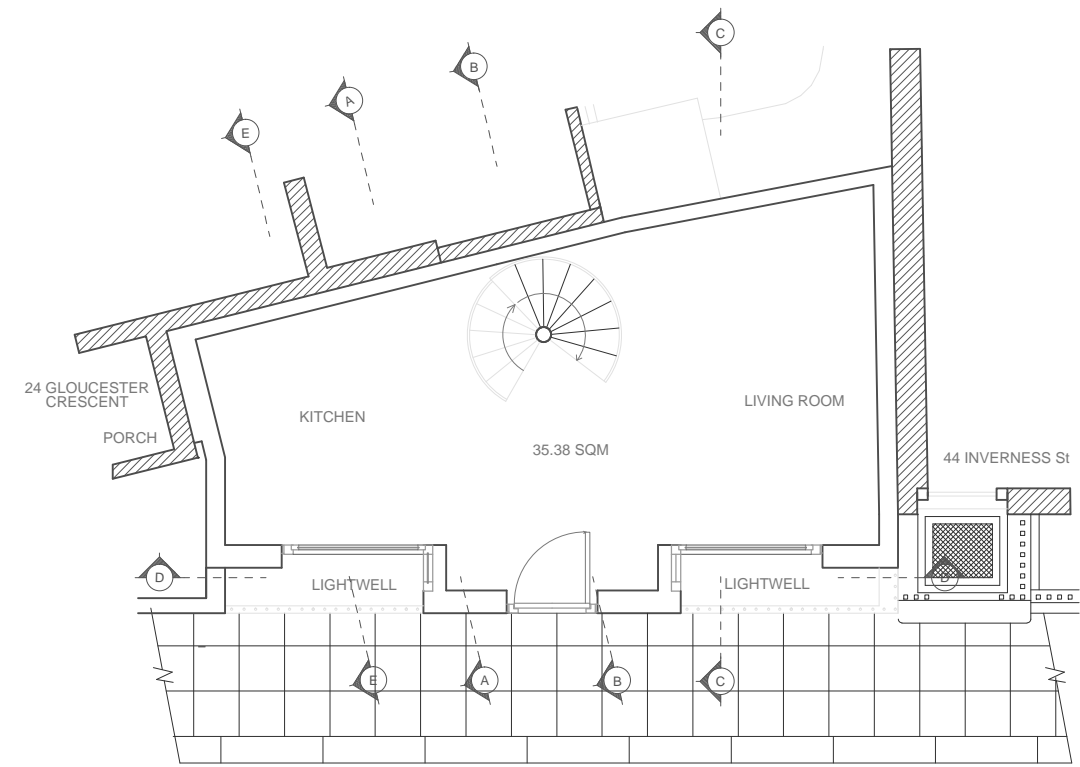 C
B
A
E
24 GLOUCESTER
CRESCENT
PORCH
KITCHEN
LIVING ROOM
35.38 SQM
44 INVERNESS St
D
LIGHTWELL
LIGHTWELL
D
E
A
B
C